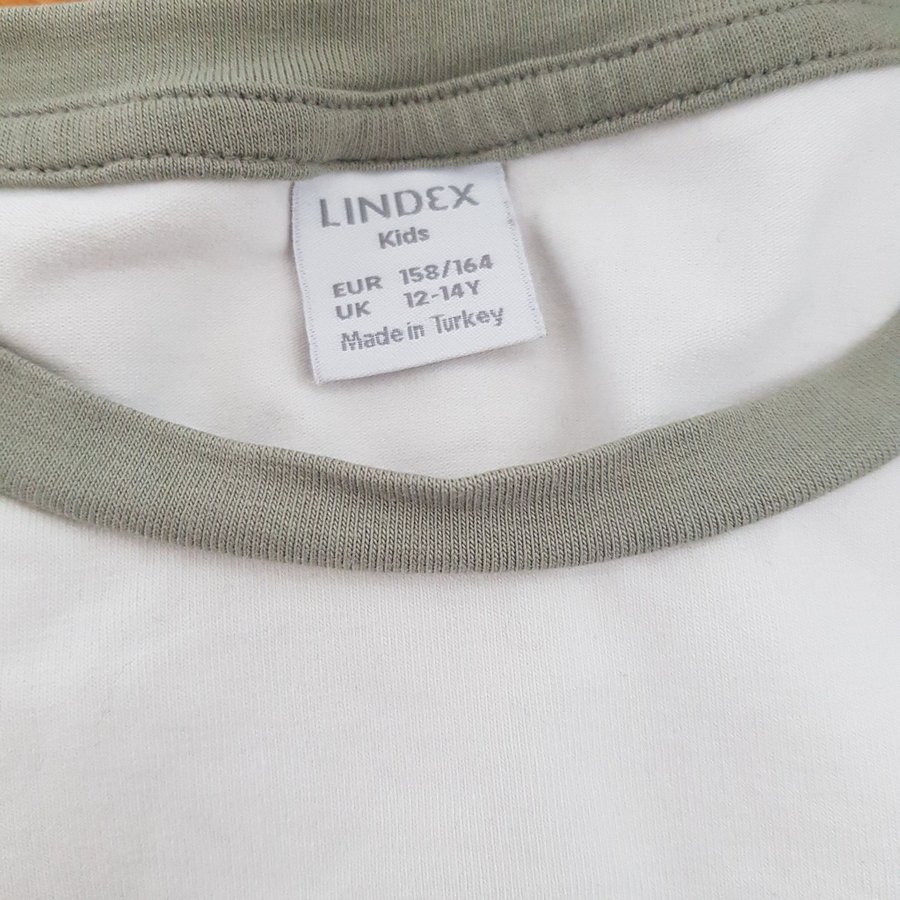 LINDEX
Kids
EUR 158/164
UK 12-14Y
Made in Turkey